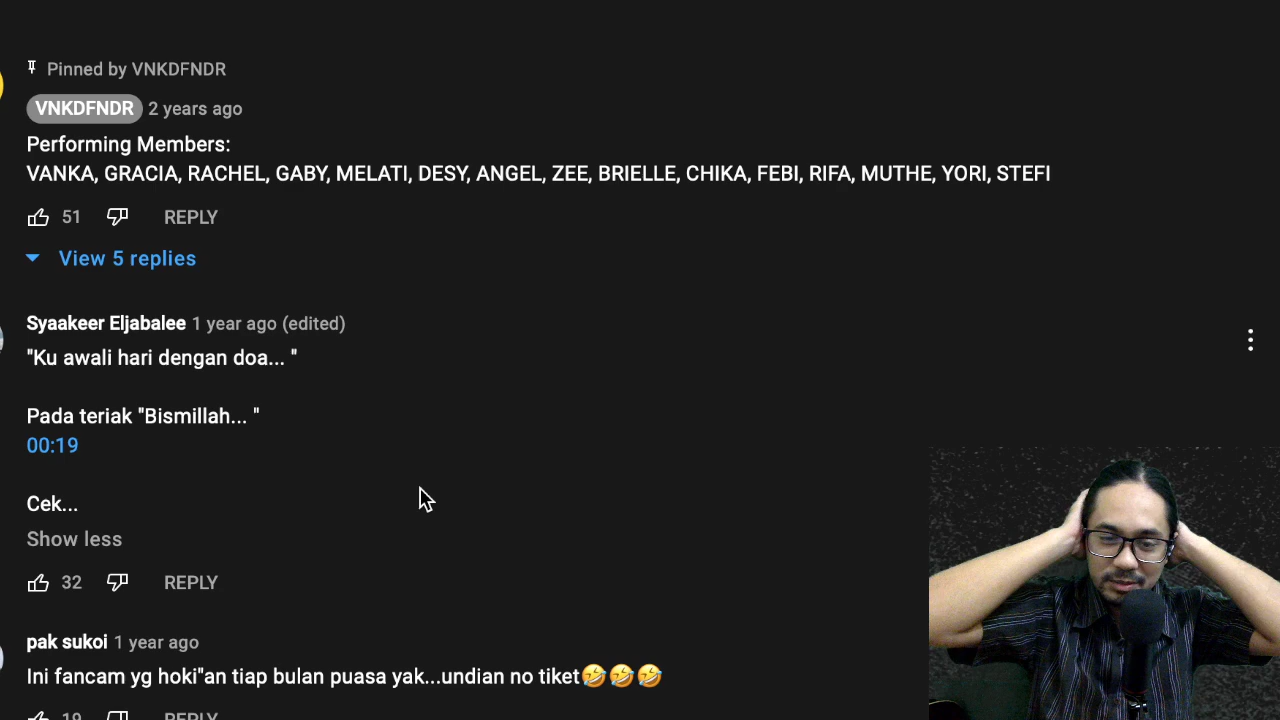 Pinned by VNKDFNDR
VNKDFNDR 2 years ago
Performing Members:
VANKA, GRACIA, RACHEL, GABY, MELATI, DESY, ANGEL, ZEE, BRIELLE, CHIKA, FEBI, RIFA, MUTHE, YORI, STEFI
51 REPLY
View 5 replies
Syaakeer Eljabalee 1 year ago (edited)
"Ku awali hari dengan doa... "
Pada teriak "Bismillah... "
00:19
Cek...
Show less
32 REPLY
pak sukoi 1 year ago
Ini fancam yg hoki"an tiap bulan puasa yak...undian no tiket🤣🤣🤣
19 REPLY